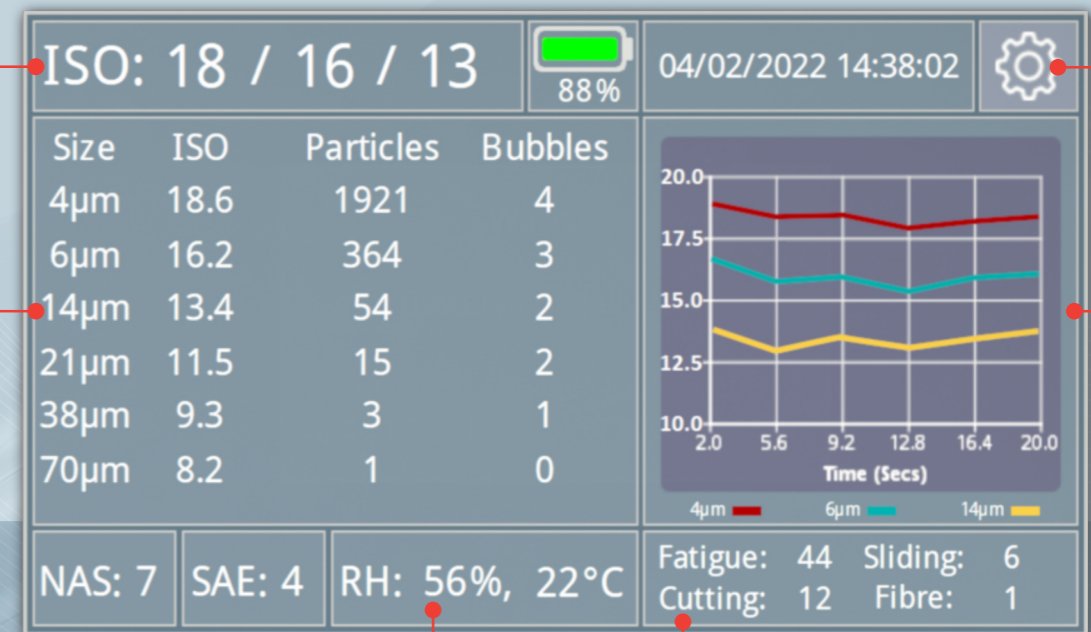 ISO: 18 / 16 / 13
88%
04/02/2022 14:38:02
Size ISO Particles Bubbles
4µm 18.6 1921 4
6µm 16.2 364 3
14µm 13.4 54 2
21µm 11.5 15 2
38µm 9.3 3 1
70µm 8.2 1 0
20.0
17.5
15.0
12.5
10.0
2.0 5.6 9.2 12.8 16.4 20.0
Time (Secs)
4µm 6µm 14µm
NAS: 7
SAE: 4
RH: 56%, 22°C
Fatigue: 44 Sliding: 6
Cutting: 12 Fibre: 1